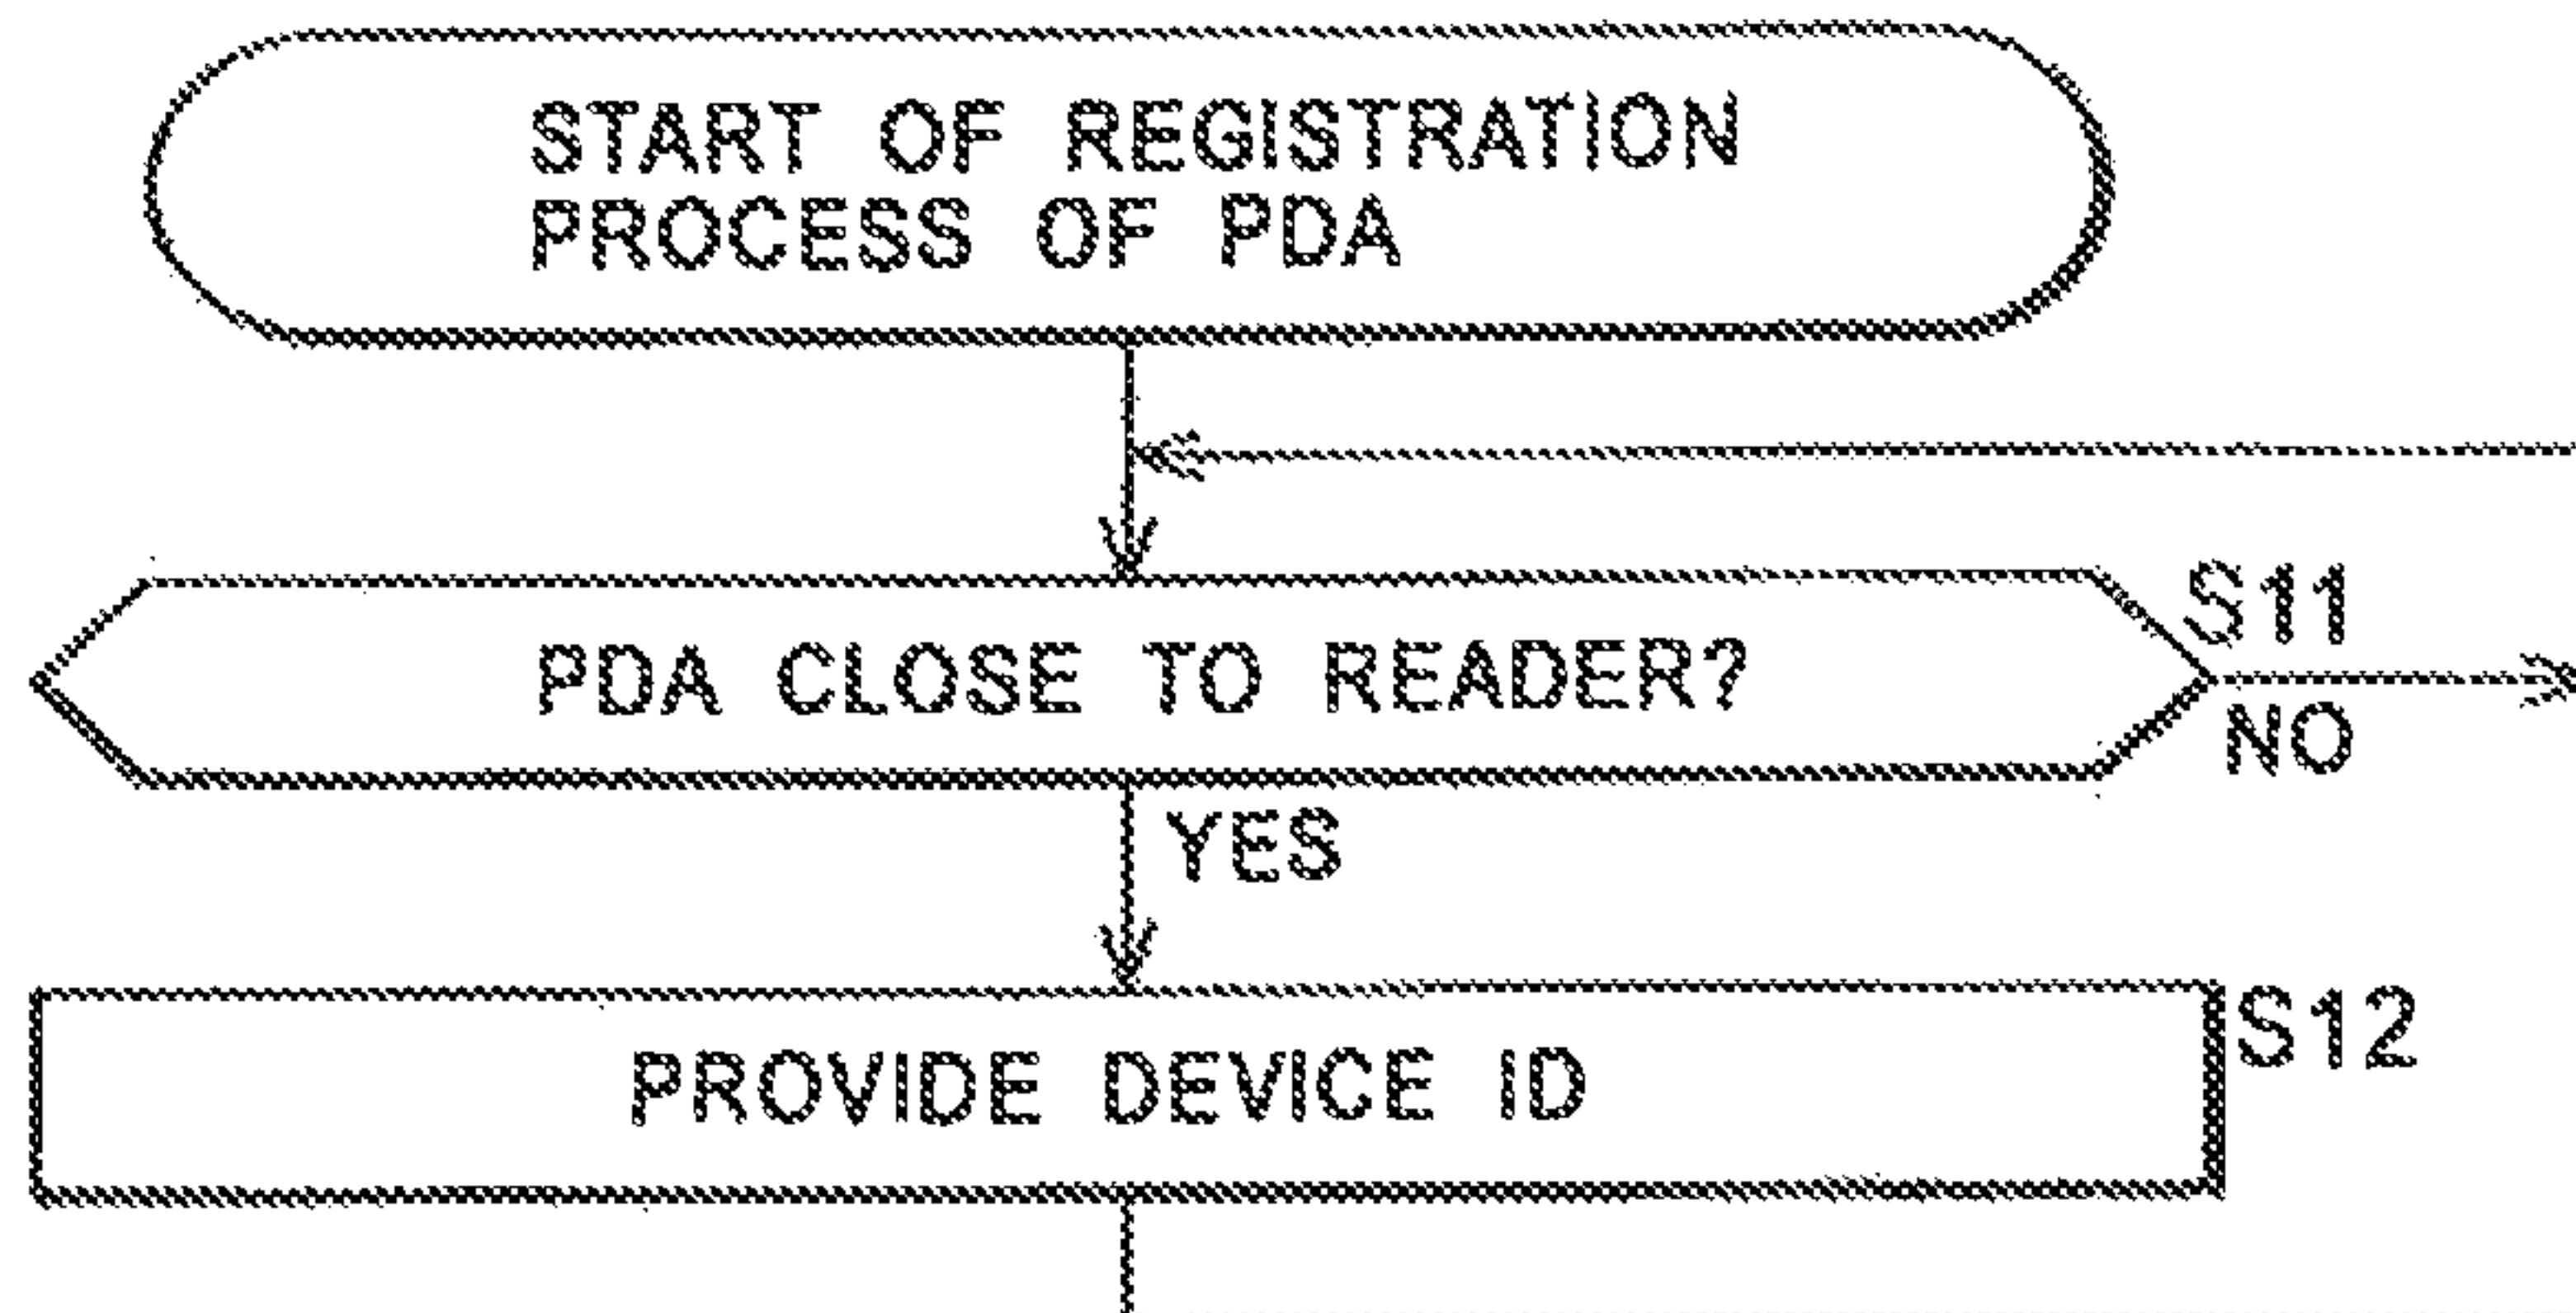 START OF REGISTRATION
PROCESS OF PDA
S11
PDA CLOSE TO READER?
NO
YES
S12
PROVIDE DEVICE ID